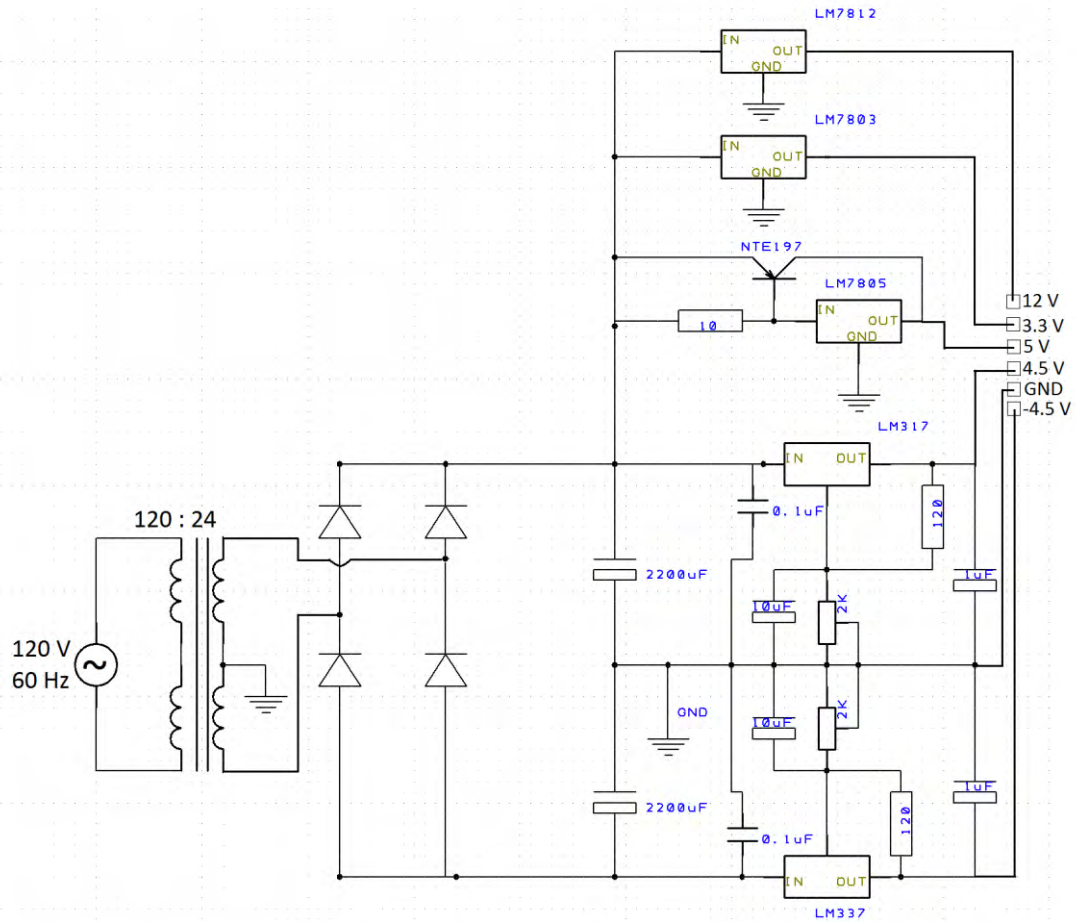 LM7812
IN
OUT
GND
LM7803
IN
OUT
GND
NTE197
LM7805
IN
OUT
GND
10
12 V
3.3 V
5 V
4.5 V
GND
-4.5 V
LM317
IN
OUT
120 : 24
0.1uF
120
2200uF
10uF
2K
1uF
120 V
60 Hz
~
GND
10uF
2K
2200uF
0.1uF
120
1uF
IN
OUT
LM337